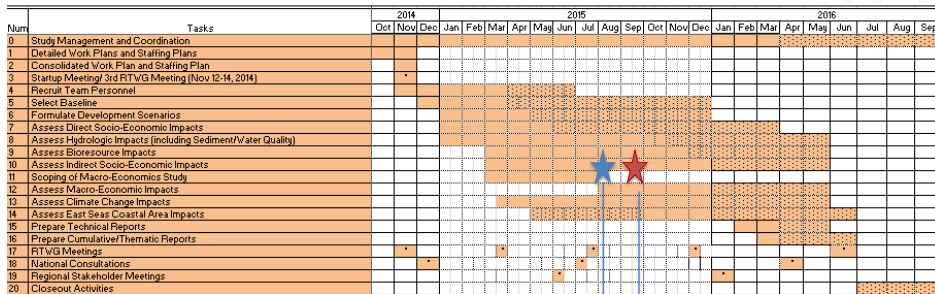 2014 2015 2016
Num Tasks Oct Nov Dec Jan Feb Mar Apr May Jun Jul Aug Sep Oct Nov Dec Jan Feb Mar Apr May Jun Jul Aug Sep
0 Study Management and Coordination
1 Detailed Work Plans and Staffing Plans
2 Consolidated Work Plan and Staffing Plan
3 Startup Meeting/ 3rd RTWG Meeting (Nov 12-14, 2014)
4 Recruit Team Personnel
5 Select Baseline
6 Formulate Development Scenarios
7 Assess Direct Socio-Economic Impacts
8 Assess Hydrologic Impacts (including Sediment/Water Quality)
9 Assess Bioresource Impacts
10 Assess Indirect Socio-Economic Impacts
11 Scoping of Macro-Economics Study
12 Assess Macro-Economic Impacts
13 Assess Climate Change Impacts
14 Assess East Seas Coastal Area Impacts
15 Prepare Technical Reports
16 Prepare Cumulative/Thematic Reports
17 RTWG Meetings
18 National Consultations
19 Regional Stakeholder Meetings
20 Closeout Activities